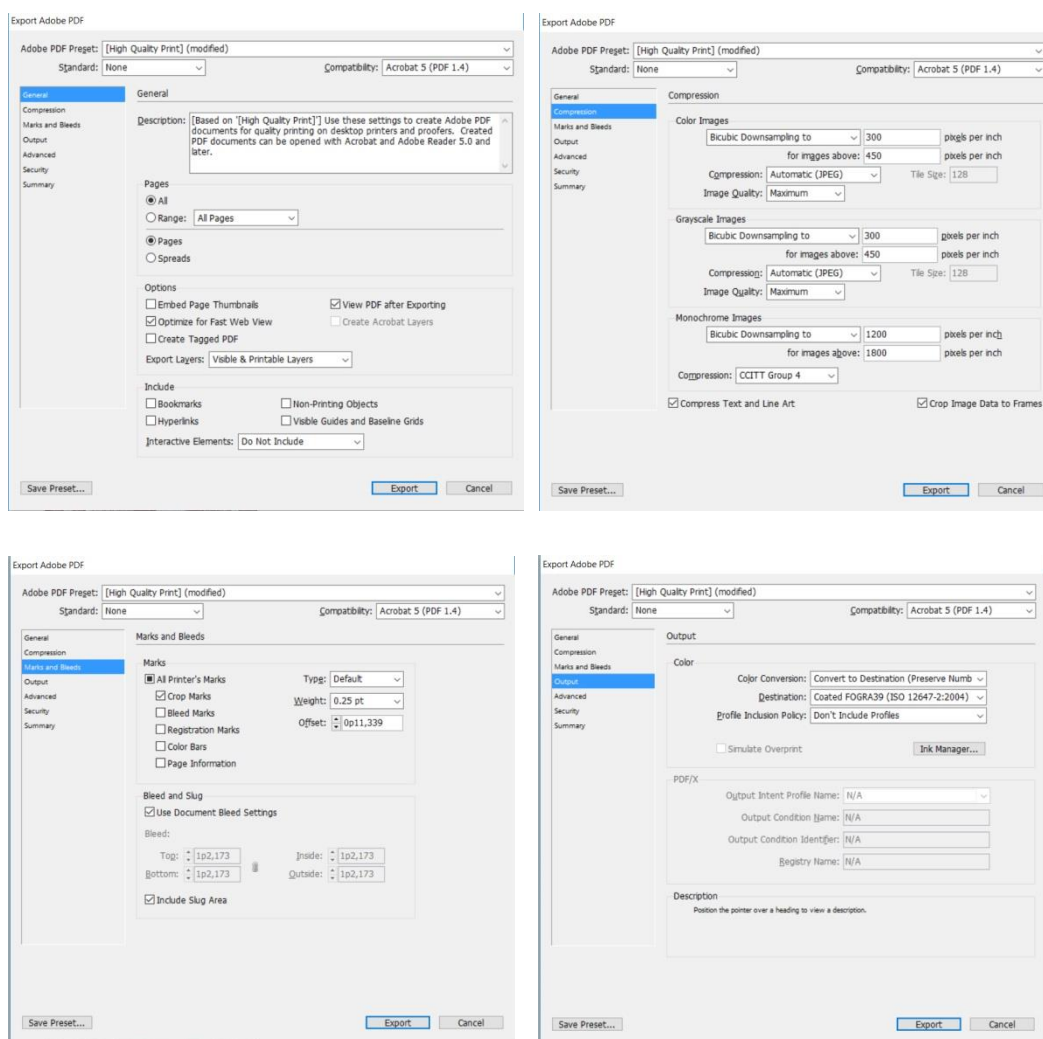 Export Adobe PDF
Adobe PDF Preset: [High Quality Print] (modified)
Standard: None Compatibility: Acrobat 5 (PDF 1.4)
General
Compression
Marks and Bleeds
Output
Advanced
Security
Summary
General
Description: [Based on '[High Quality Print]'] Use these settings to create Adobe PDF
documents for quality printing on desktop printers and proofers. Created
PDF documents can be opened with Acrobat and Adobe Reader 5.0 and
later.
Pages
All
Range: All Pages
Pages
Spreads
Options
Embed Page Thumbnails View PDF after Exporting
Optimize for Fast Web View Create Acrobat Layers
Create Tagged PDF
Export Layers: Visible & Printable Layers
Include
Bookmarks Non-Printing Objects
Hyperlinks Visible Guides and Baseline Grids
Interactive Elements: Do Not Include
Save Preset... Export Cancel
Export Adobe PDF
Adobe PDF Preset: [High Quality Print] (modified)
Standard: None Compatibility: Acrobat 5 (PDF 1.4)
General
Compression
Marks and Bleeds
Output
Advanced
Security
Summary
Compression
Color Images
Bicubic Downsampling to 300 pixels per inch
for images above: 450 pixels per inch
Compression: Automatic (JPEG) Tile Size: 128
Image Quality: Maximum
Grayscale Images
Bicubic Downsampling to 300 pixels per inch
for images above: 450 pixels per inch
Compression: Automatic (JPEG) Tile Size: 128
Image Quality: Maximum
Monochrome Images
Bicubic Downsampling to 1200 pixels per inch
for images above: 1800 pixels per inch
Compression: CCITT Group 4
Compress Text and Line Art Crop Image Data to Frames
Save Preset... Export Cancel
Export Adobe PDF
Adobe PDF Preset: [High Quality Print] (modified)
Standard: None Compatibility: Acrobat 5 (PDF 1.4)
General
Compression
Marks and Bleeds
Output
Advanced
Security
Summary
Marks and Bleeds
Marks
All Printer's Marks Type: Default
Crop Marks Weight: 0.25 pt
Bleed Marks Offset: 0p11,339
Registration Marks
Color Bars
Page Information
Bleed and Slug
Use Document Bleed Settings
Bleed:
Top: 1p2,173 Inside: 1p2,173
Bottom: 1p2,173 Outside: 1p2,173
Include Slug Area
Save Preset... Export Cancel
Export Adobe PDF
Adobe PDF Preset: [High Quality Print] (modified)
Standard: None Compatibility: Acrobat 5 (PDF 1.4)
General
Compression
Marks and Bleeds
Output
Advanced
Security
Summary
Output
Color
Color Conversion: Convert to Destination (Preserve Numb
Destination: Coated FOGRA39 (ISO 12647-2:2004)
Profile Inclusion Policy: Don't Include Profiles
Simulate Overprint Ink Manager...
PDF/X
Output Intent Profile Name: N/A
Output Condition Name: N/A
Output Condition Identifier: N/A
Registry Name: N/A
Description
Position the pointer over a heading to view a description.
Save Preset... Export Cancel